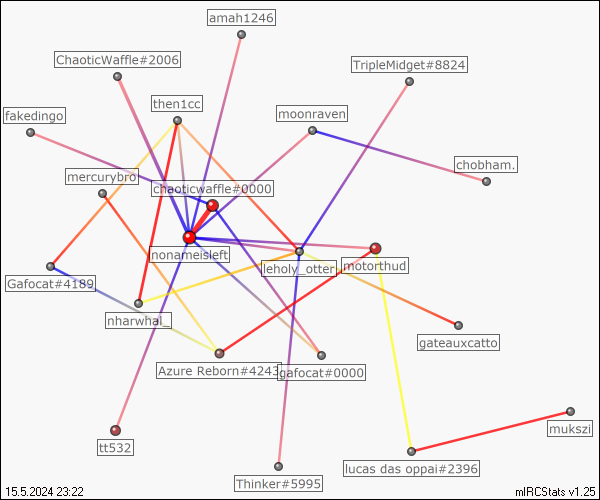 amah1246
ChaoticWaffle#2006
TripleMidget#8824
then1cc
moonraven
fakedingo
chobham.
mercurybro
chaoticwaffle#0000
nonameisleft
leholy_otter
motorthud
Gafocat#4189
nharwhal_
gateauxcatto
Azure Reborn#4243
gafocat#0000
mukszi
tt532
lucas das oppai#2396
Thinker#5995
15.5.2024 23:22
mIRCStats v1.25